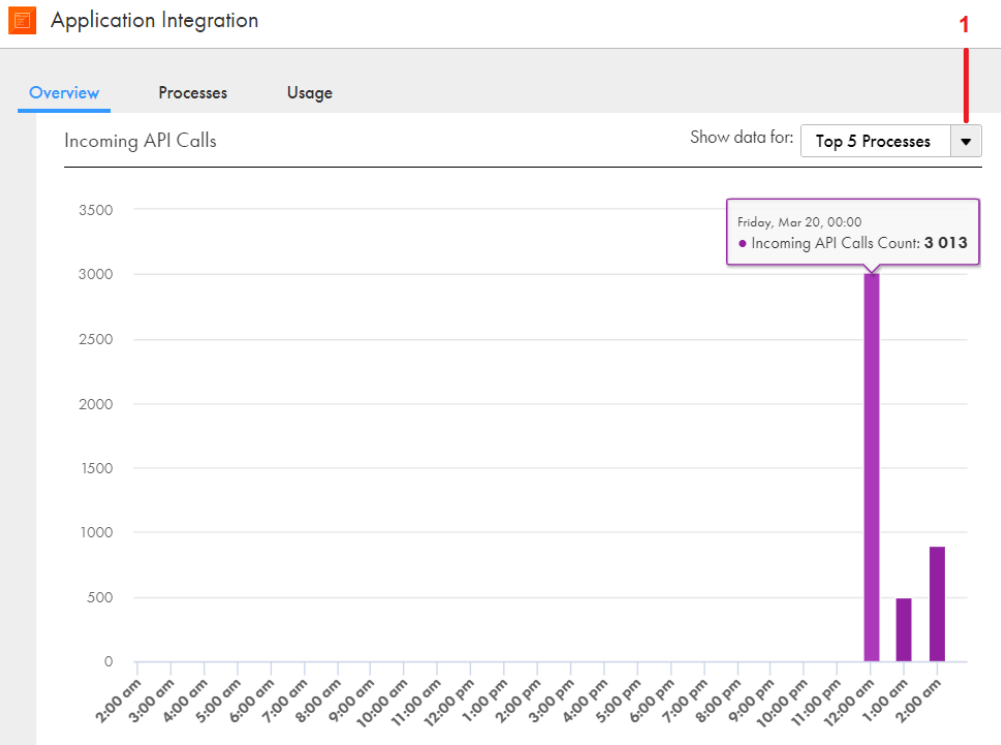 Application Integration
1
Overview Processes Usage
Incoming API Calls Show data for: Top 5 Processes
3500
Friday, Mar 20, 00:00
● Incoming API Calls Count: 3 013
3000
2500
2000
1500
1000
500
0
2:00 am 3:00 am 4:00 am 5:00 am 6:00 am 7:00 am 8:00 am 9:00 am 10:00 am 11:00 am 12:00 pm 1:00 pm 2:00 pm 3:00 pm 4:00 pm 5:00 pm 6:00 pm 7:00 pm 8:00 pm 9:00 pm 10:00 pm 11:00 pm 12:00 am 1:00 am 2:00 am